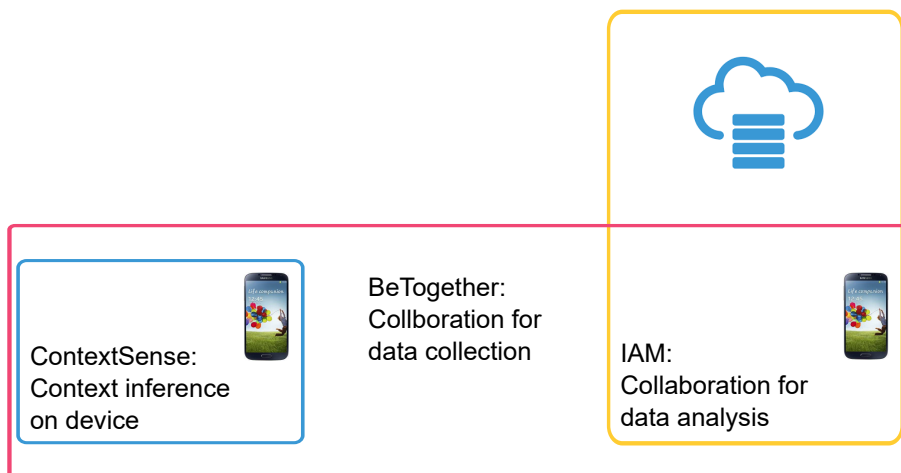 ContextSense:
Context inference
on device
BeTogether:
Collboration for
data collection
IAM:
Collaboration for
data analysis